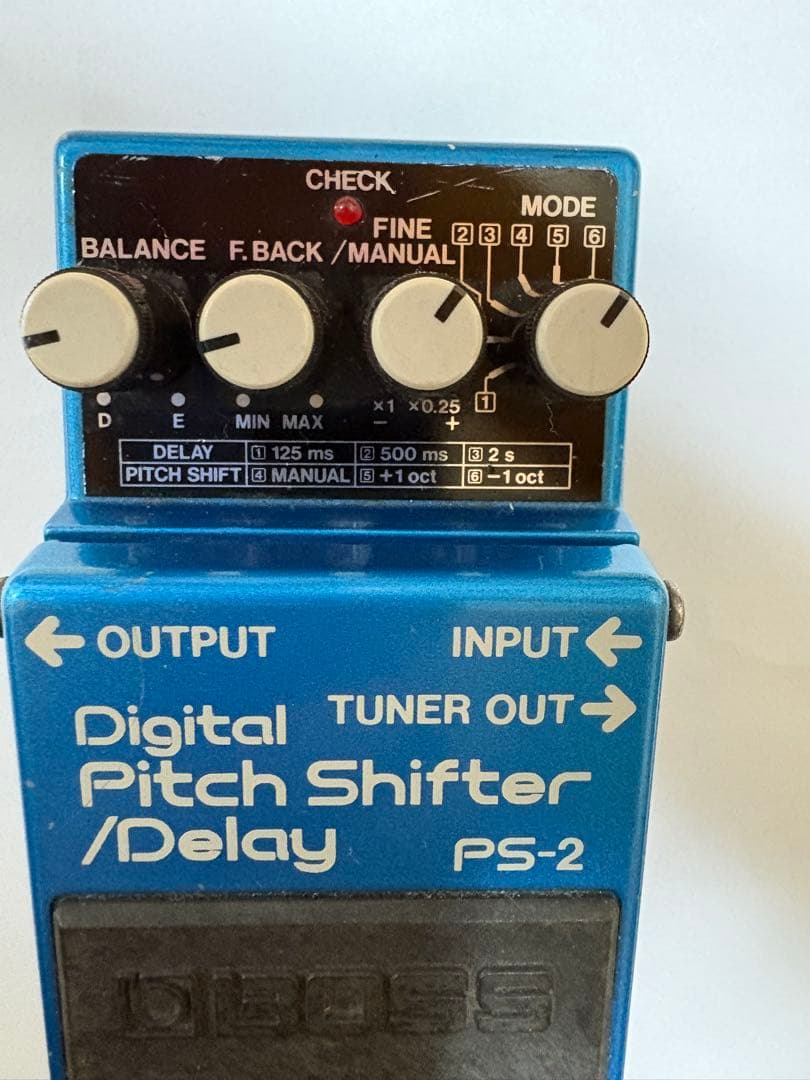 CHECK
MODE
FINE
2 3 4 5 6
BALANCE F. BACK /MANUAL
1
D E MIN MAX ×1 ×0.25
− +
DELAY 1 125 ms 2 500 ms 3 2 s
PITCH SHIFT 4 MANUAL 5 +1 oct 6 −1 oct
← OUTPUT INPUT ←
TUNER OUT →
Digital
Pitch Shifter
/Delay PS-2
BOSS